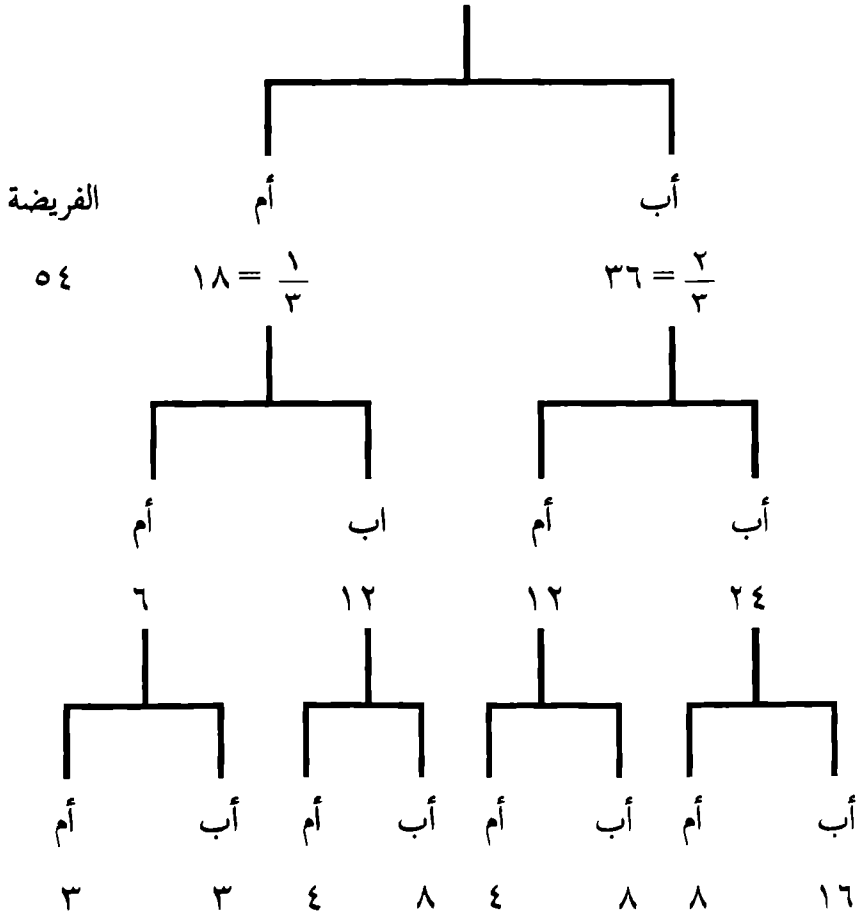 أب أم الفريضة
٣٦ = ٢/٣ ١٨ = ١/٣ ٥٤
أب أم اب أم
٢٤ ١٢ ١٢ ٦
أب أم أب أم أب أم أب أم
١٦ ٨ ٨ ٤ ٨ ٤ ٣ ٣